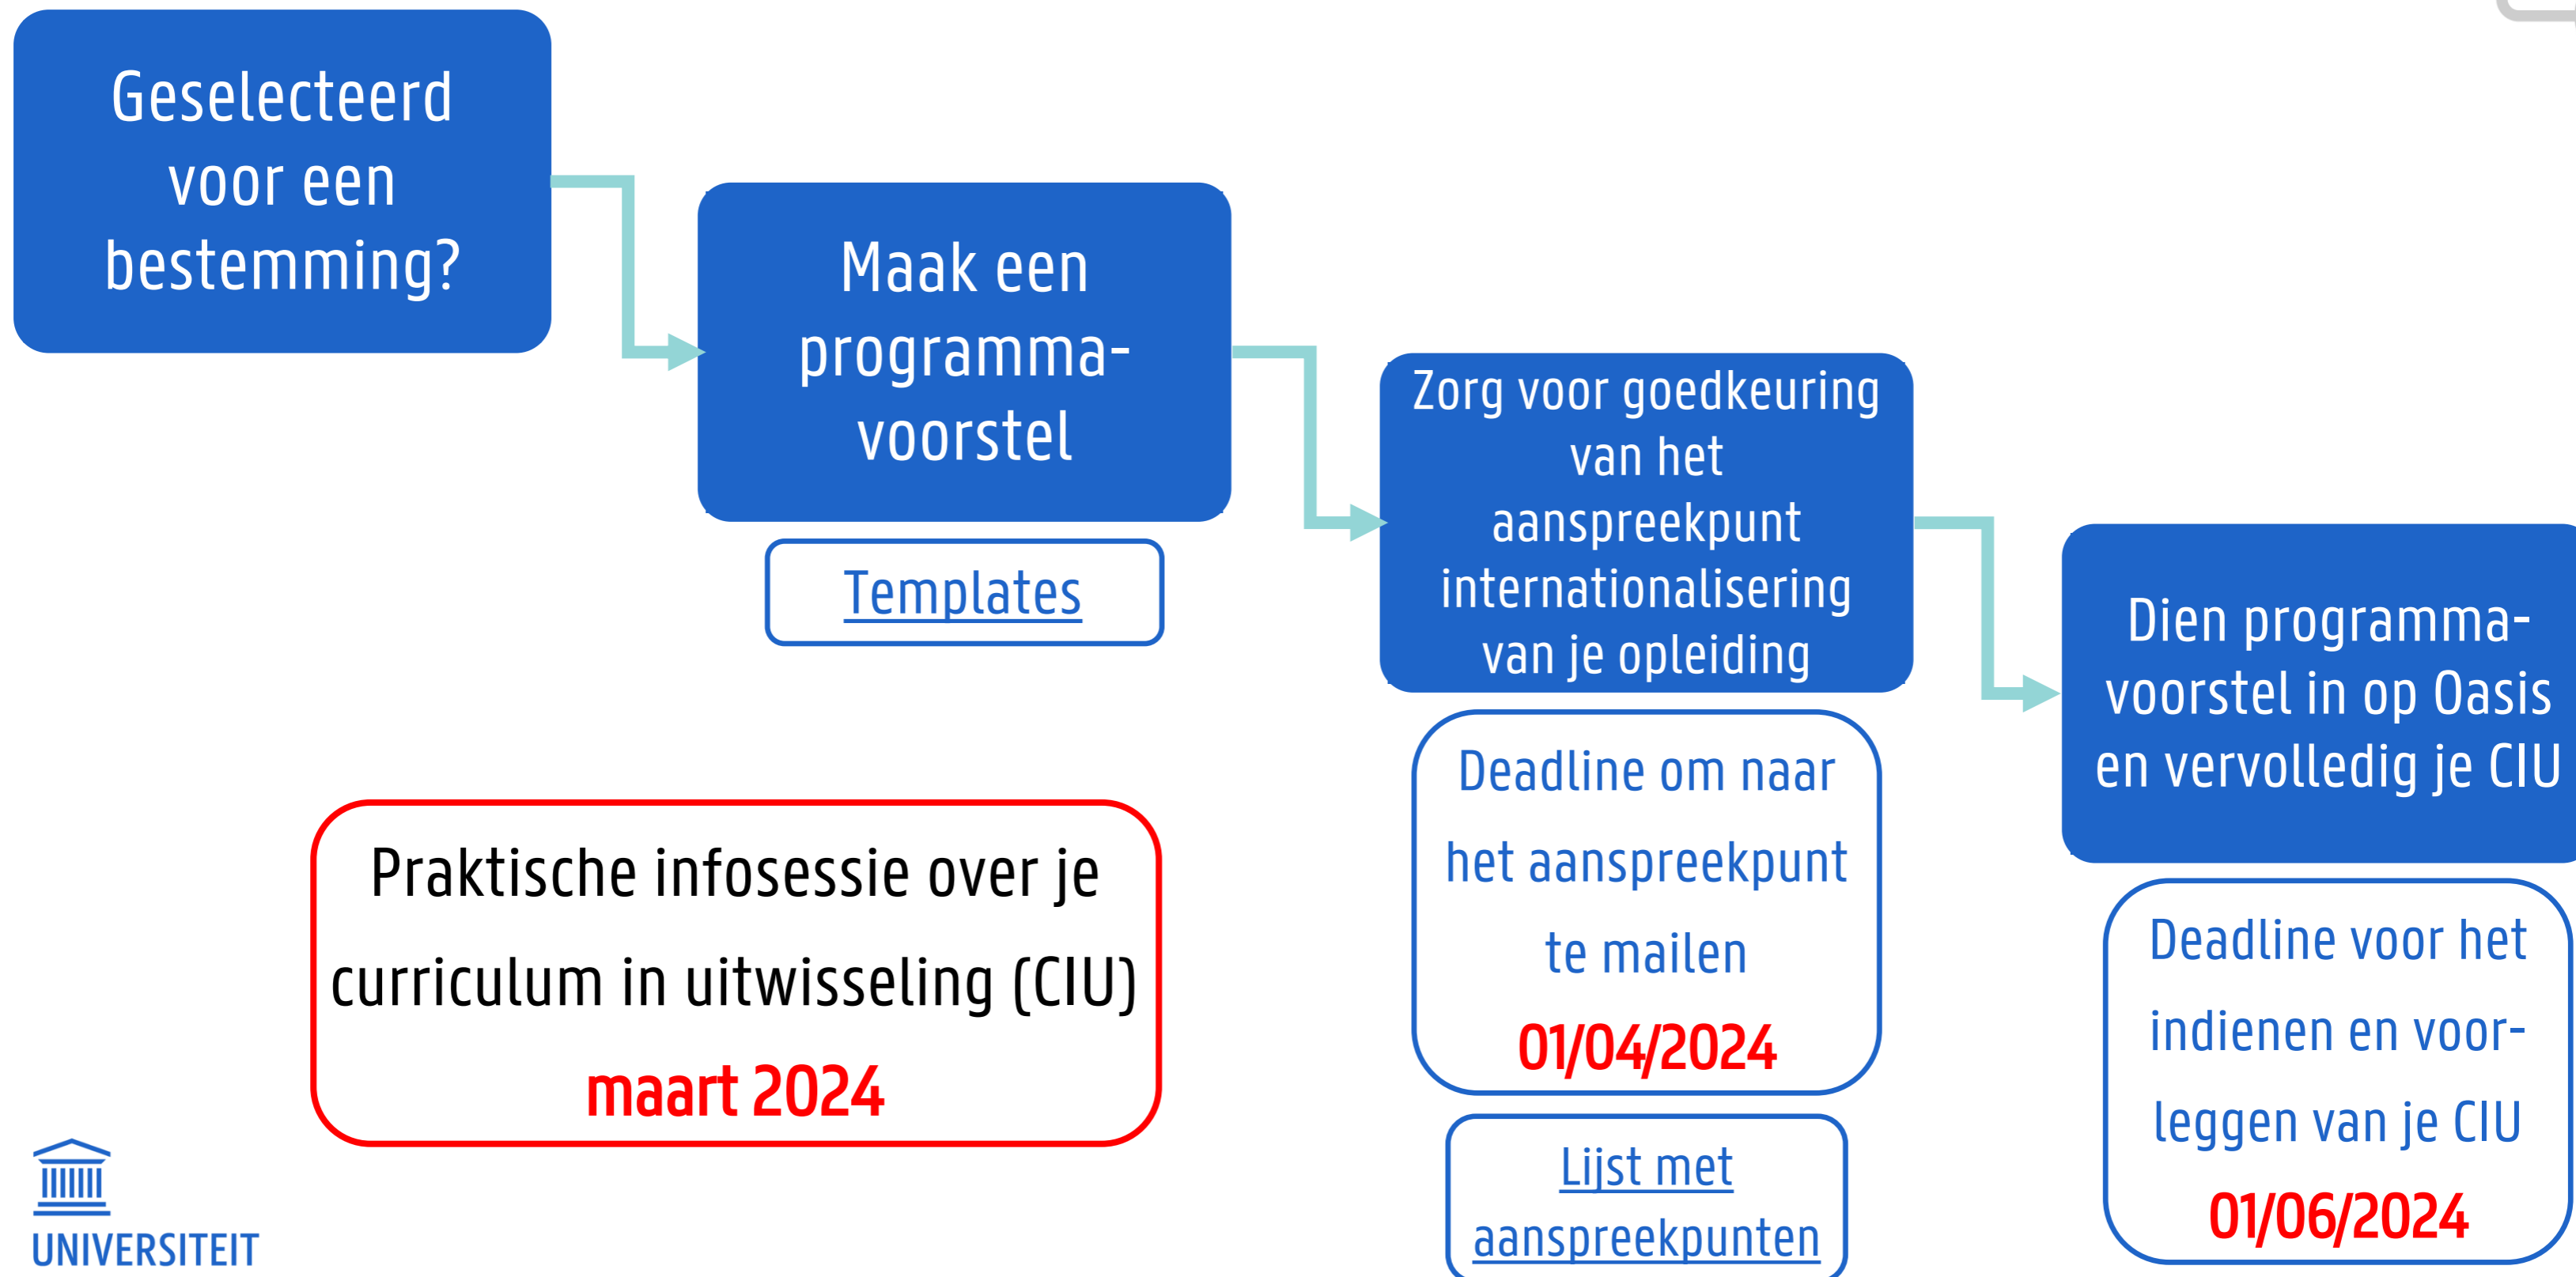 Geselecteerd
voor een
bestemming?
Maak een
programma-
voorstel
Templates
Zorg voor goedkeuring
van het
aanspreekpunt
internationalisering
van je opleiding
Deadline om naar
het aanspreekpunt
te mailen
01/04/2024
Lijst met
aanspreekpunten
Dien programma-
voorstel in op Oasis
en vervolledig je CIU
Deadline voor het
indienen en voor-
leggen van je CIU
01/06/2024
Praktische infosessie over je
curriculum in uitwisseling (CIU)
maart 2024
UNIVERSITEIT